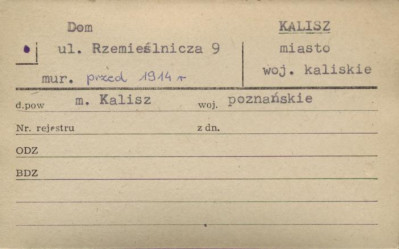 Dom KALISZ
ul. Rzemieślnicza 9 miasto
mur. przed 1914 r woj. kaliskie
d.pow m. Kalisz woj. poznańskie
Nr. rejestru z dn.
ODZ
BDZ